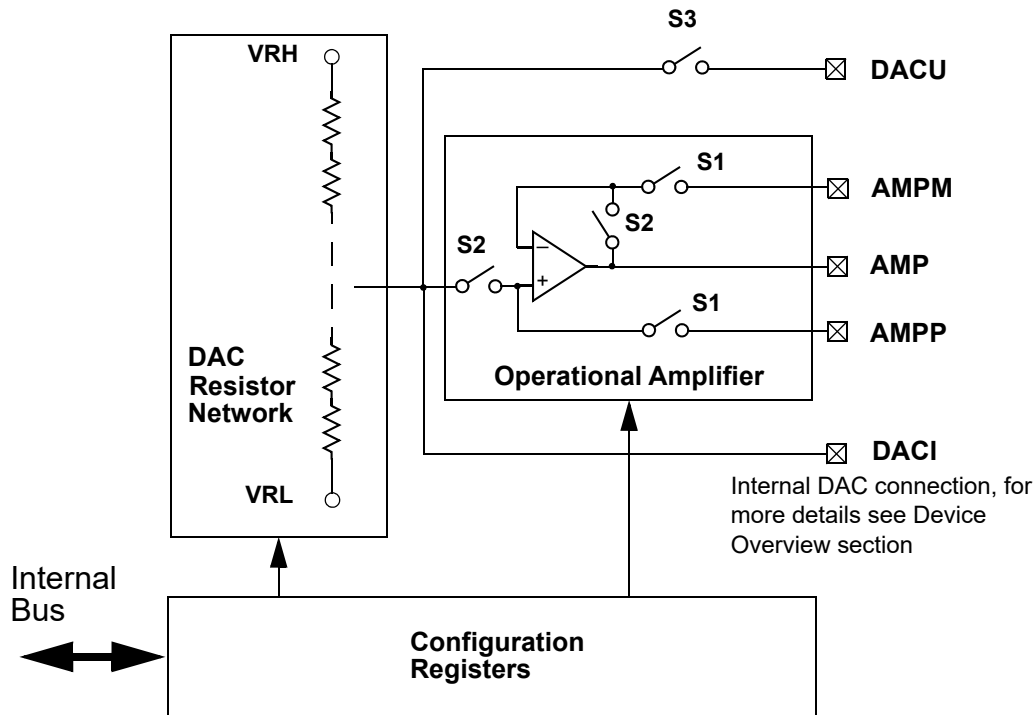 S3
VRH
DACU
S1
AMPM
S2
S2
−
+
AMP
S1
AMPP
DAC
Resistor
Network
Operational Amplifier
DACI
VRL
Internal DAC connection, for
more details see Device
Overview section
Internal
Bus
Configuration
Registers